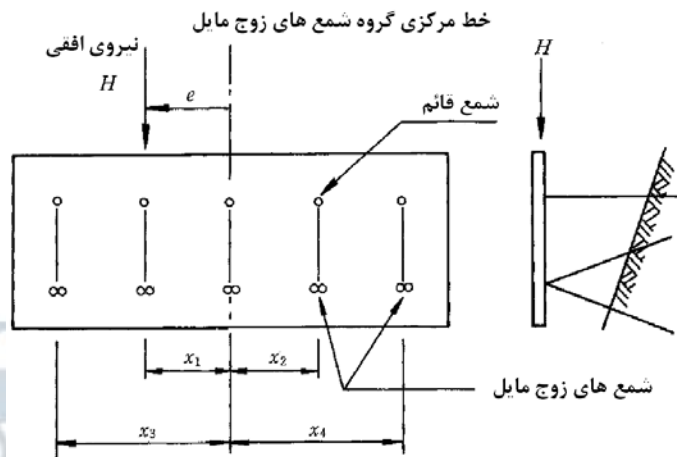 خط مرکزی گروه شمع های زوج مایل
نیروی افقی
H
e
H
شمع قائم
x₁
x₂
شمع های زوج مایل
x₃
x₄